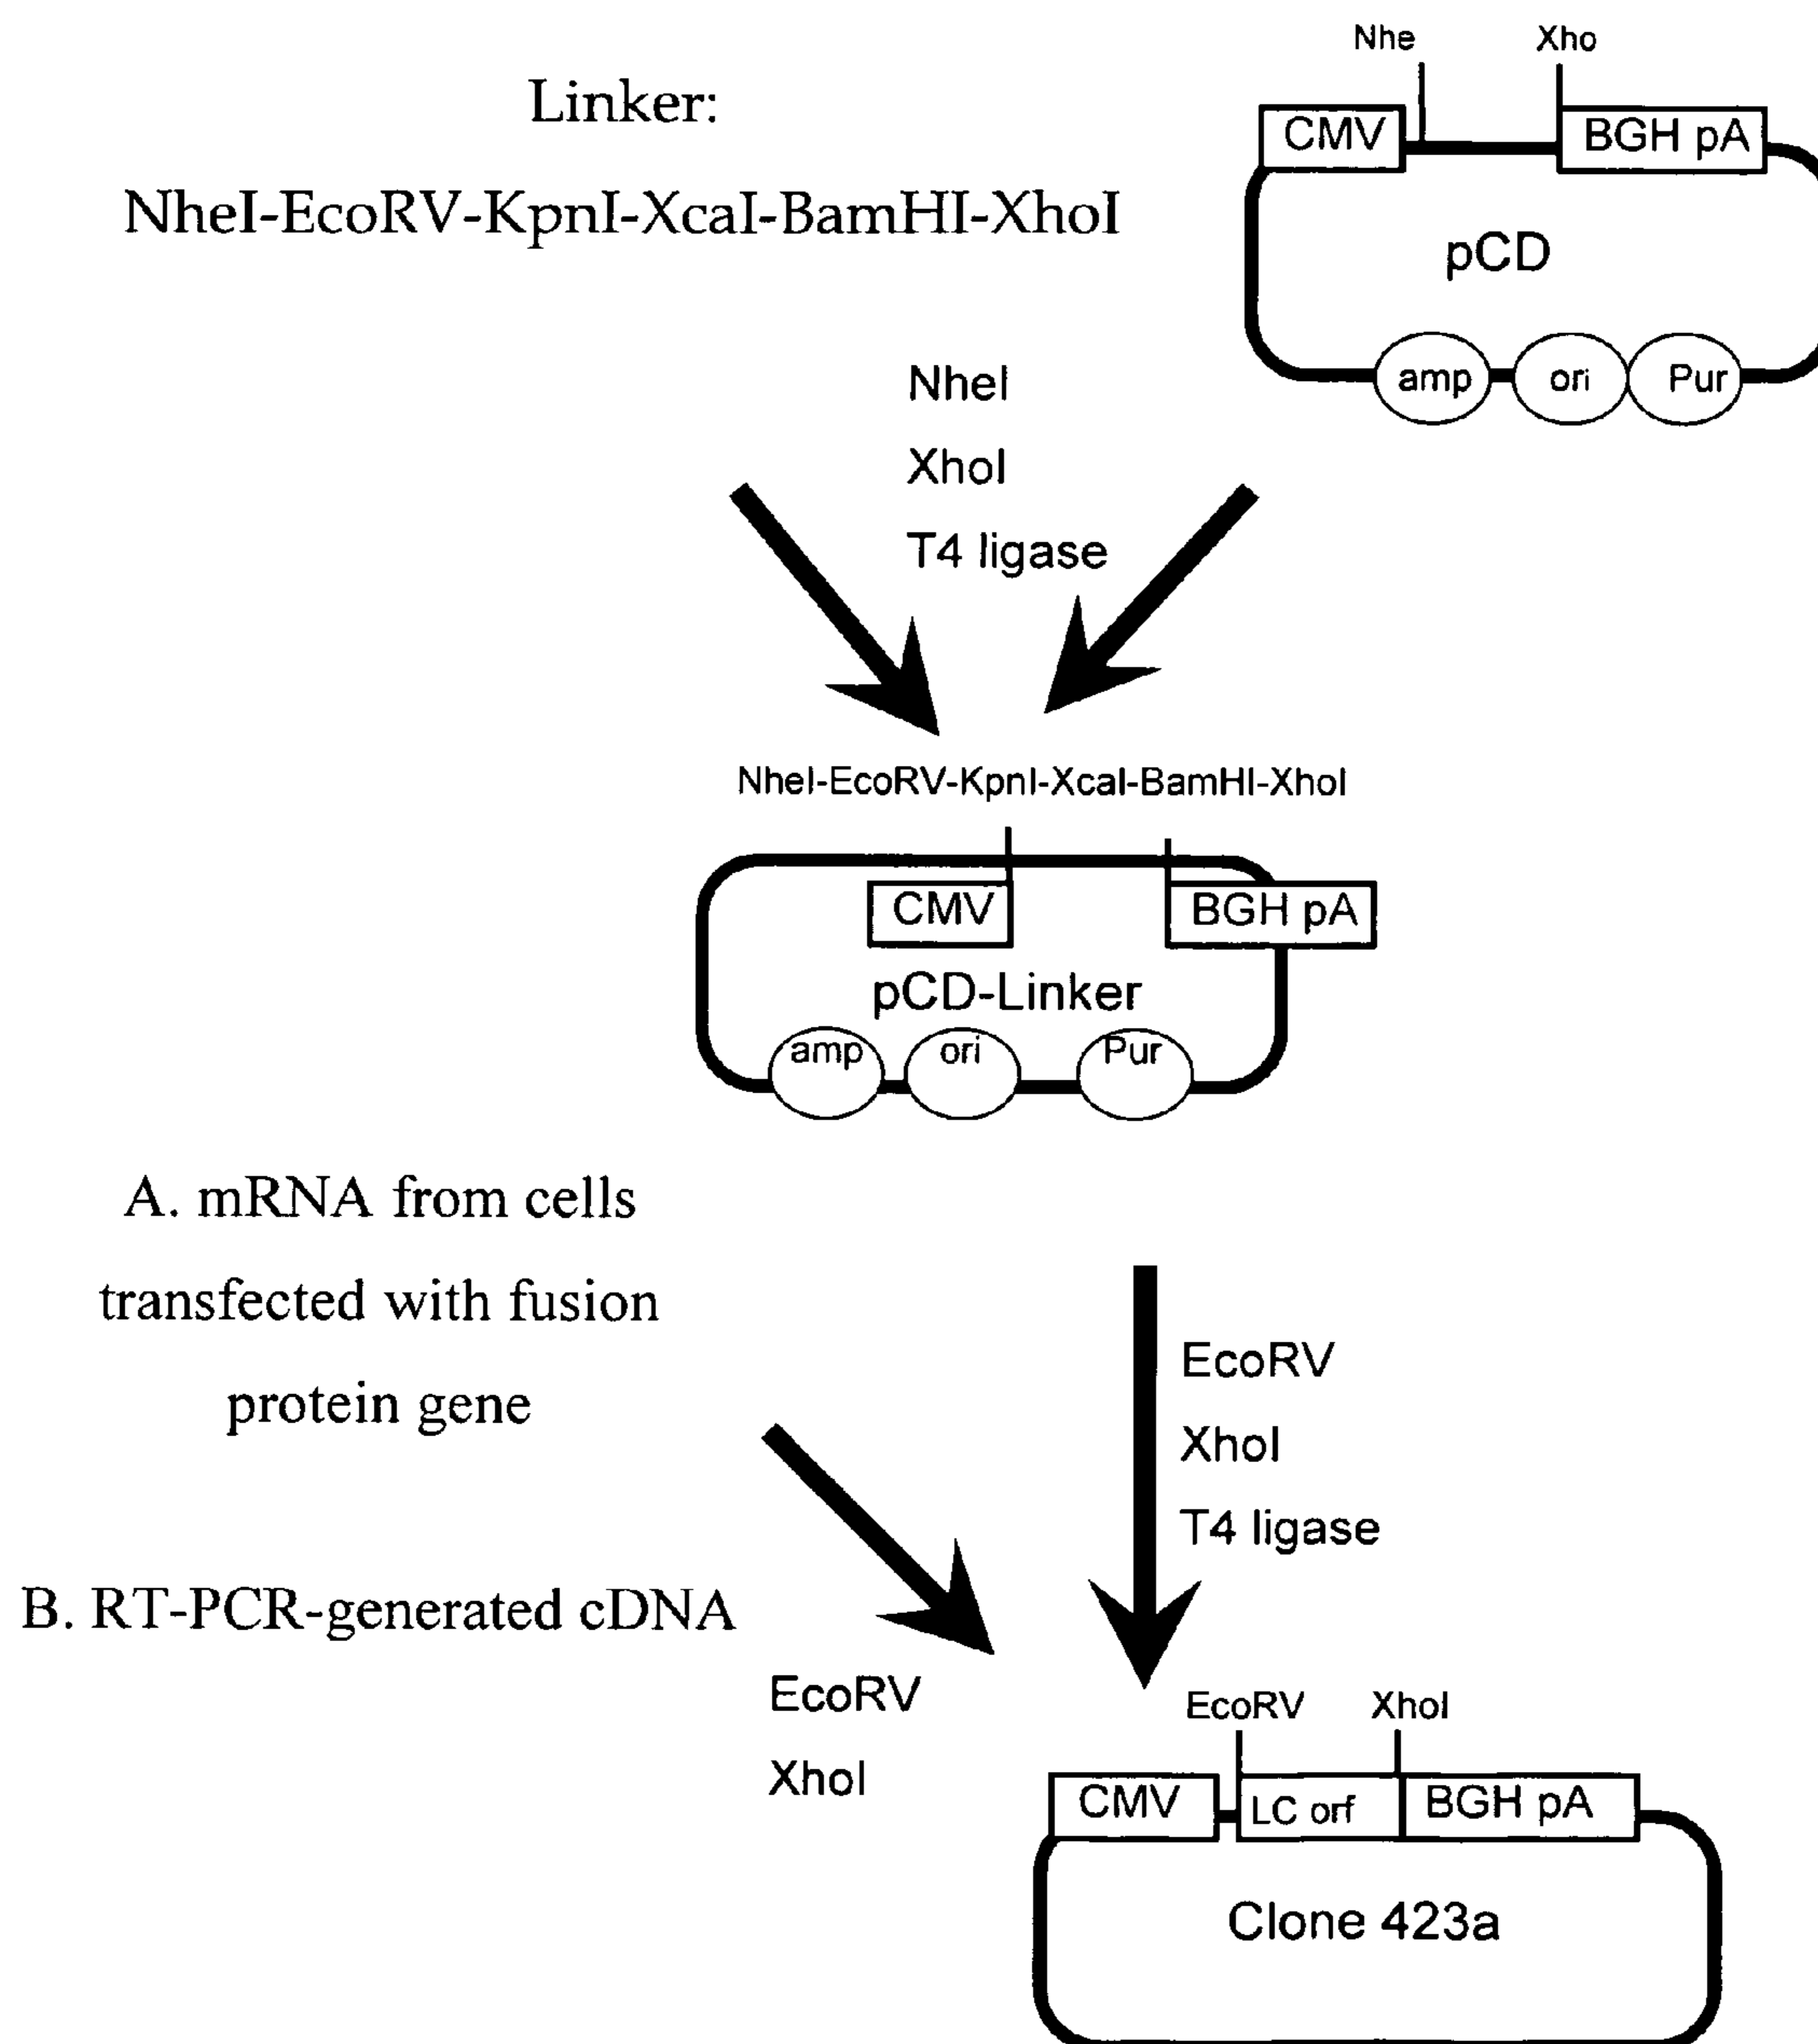 Nhe Xho
Linker:
CMV BGH pA
NheI-EcoRV-KpnI-XcaI-BamHI-XhoI
pCD
amp ori Pur
NheI
XhoI
T4 ligase
NheI-EcoRV-KpnI-XcaI-BamHI-XhoI
CMV BGH pA
pCD-Linker
amp ori Pur
A. mRNA from cells
transfected with fusion
protein gene
EcoRV
XhoI
T4 ligase
B. RT-PCR-generated cDNA
EcoRV
XhoI
EcoRV XhoI
CMV LC orf BGH pA
Clone 423a